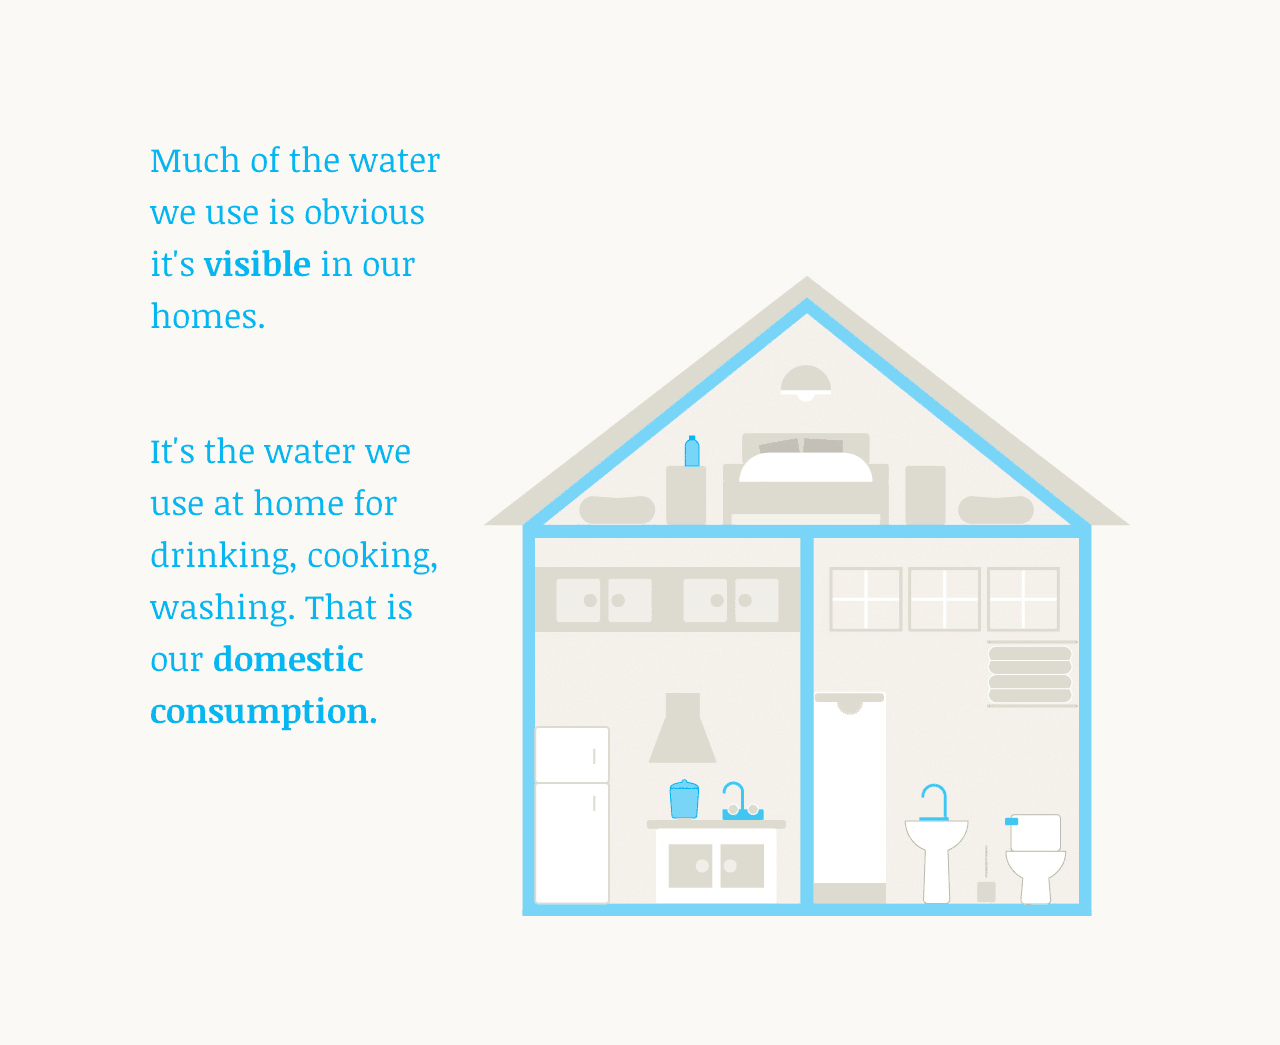 Much of the water
we use is obvious
it's visible in our
homes.
It's the water we
use at home for
drinking, cooking,
washing. That is
our domestic
consumption.